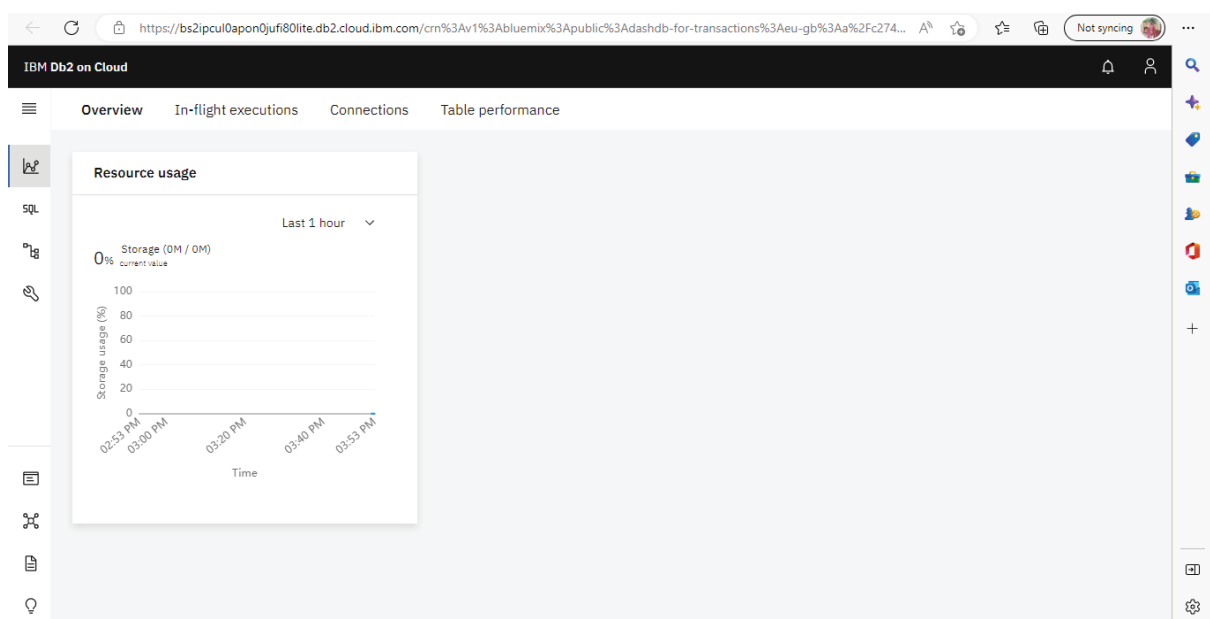 https://bs2ipcul0apon0jufi80lite.db2.cloud.ibm.com/crn%3Av1%3Abluemix%3Apublic%3Adashdb-for-transactions%3Aeu-gb%3Aa%2Fc274... A Not syncing
IBM Db2 on Cloud
Overview In-flight executions Connections Table performance
Resource usage
SQL
Last 1 hour
0% Storage (0M / 0M)
current value
Storage usage (%)
100
80
60
40
20
0
02:53 PM 03:00 PM 03:20 PM 03:40 PM 03:53 PM
Time